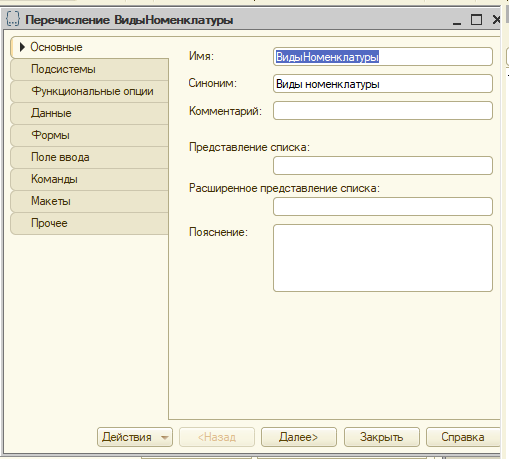 Перечисление ВидыНоменклатуры
Основные
Подсистемы
Функциональные опции
Данные
Формы
Поле ввода
Команды
Макеты
Прочее
Имя: ВидыНоменклатуры
Синоним: Виды номенклатуры
Комментарий:
Представление списка:
Расширенное представление списка:
Пояснение:
Действия <Назад Далее> Закрыть Справка